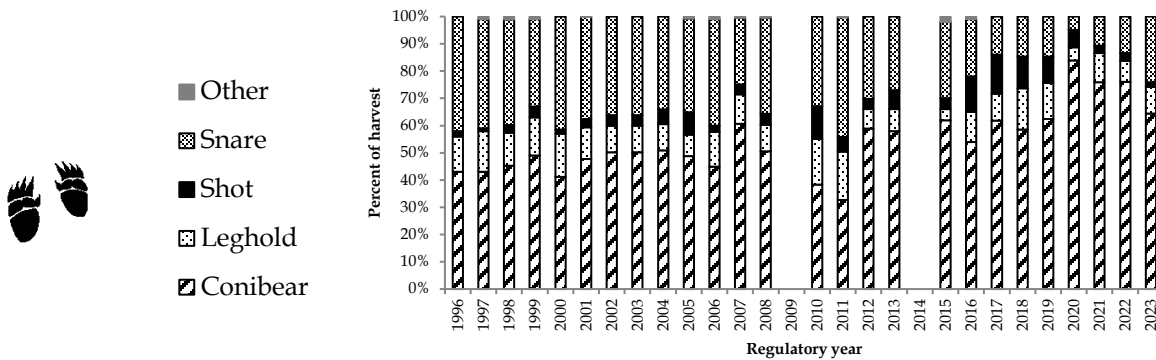 Other
Snare
Shot
Leghold
Conibear
Percent of harvest
100%
90%
80%
70%
60%
50%
40%
30%
20%
10%
0%
1996 1997 1998 1999 2000 2001 2002 2003 2004 2005 2006 2007 2008 2009 2010 2011 2012 2013 2014 2015 2016 2017 2018 2019 2020 2021 2022 2023
Regulatory year